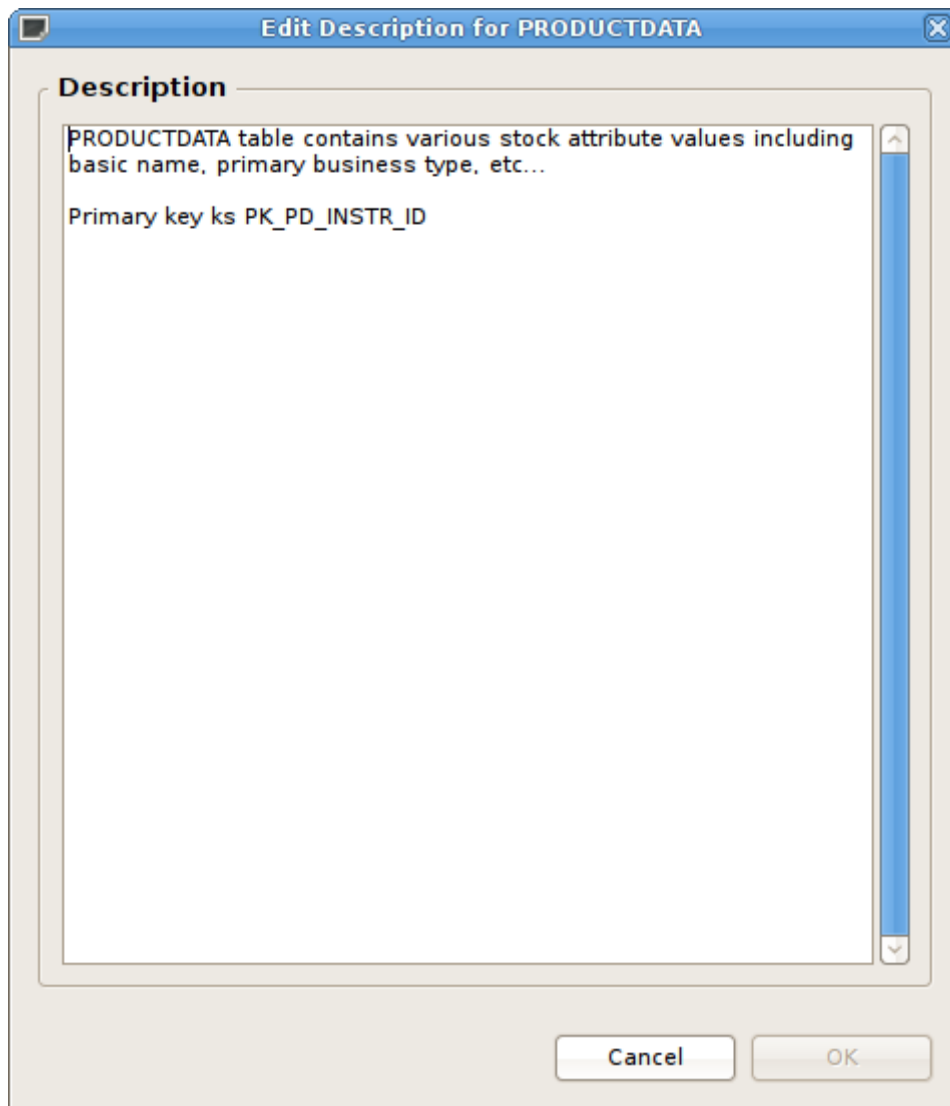 Edit Description for PRODUCTDATA
Description
PRODUCTDATA table contains various stock attribute values including
basic name, primary business type, etc...
Primary key ks PK_PD_INSTR_ID
Cancel
OK